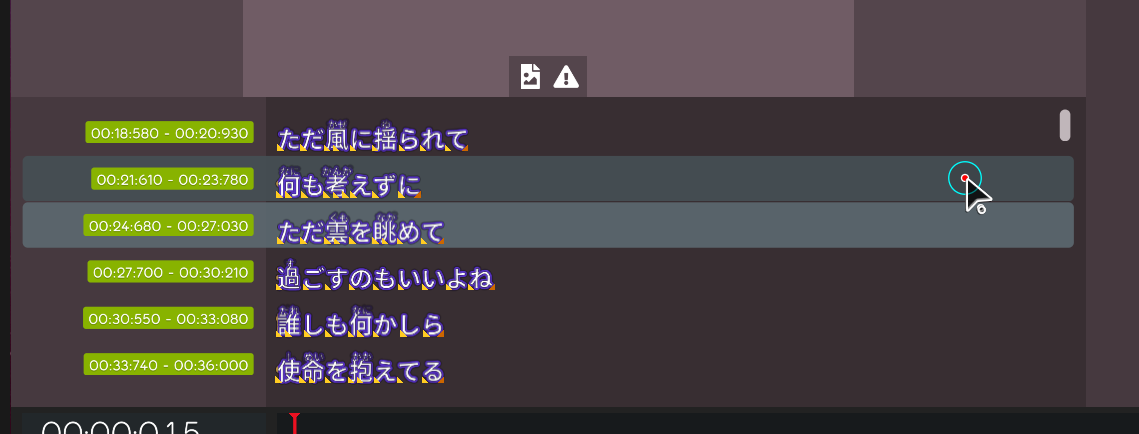 00:18:580 - 00:20:930 ただ風に揺られて
00:21:610 - 00:23:780 何も考えずに
00:24:680 - 00:27:030 ただ雲を眺めて
00:27:700 - 00:30:210 過ごすのもいいよね
00:30:550 - 00:33:080 誰しも何かしら
00:33:740 - 00:36:000 使命を抱えてる
00:00:015